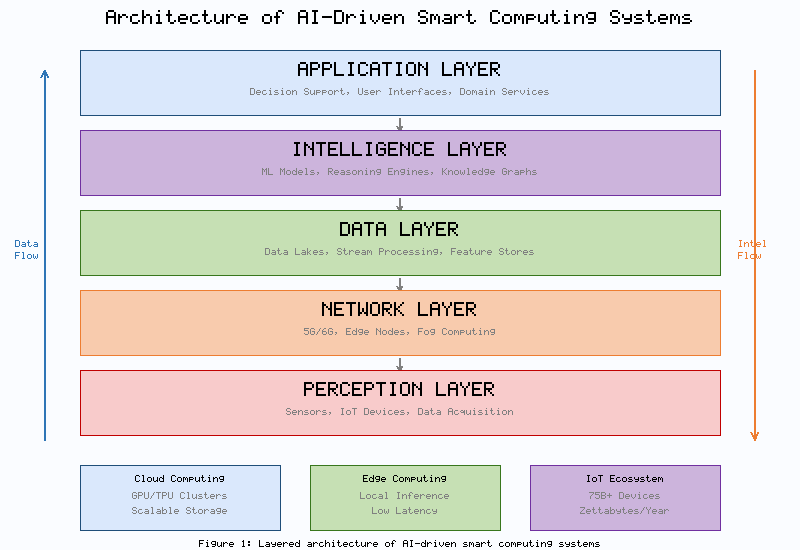 Architecture of AI-Driven Smart Computing Systems
APPLICATION LAYER
Decision Support, User Interfaces, Domain Services
INTELLIGENCE LAYER
ML Models, Reasoning Engines, Knowledge Graphs
DATA LAYER
Data Lakes, Stream Processing, Feature Stores
Data
Flow
Intel
Flow
NETWORK LAYER
5G/6G, Edge Nodes, Fog Computing
PERCEPTION LAYER
Sensors, IoT Devices, Data Acquisition
Cloud Computing
GPU/TPU Clusters
Scalable Storage
Edge Computing
Local Inference
Low Latency
IoT Ecosystem
75B+ Devices
Zettabytes/Year
Figure 1: Layered architecture of AI-driven smart computing systems